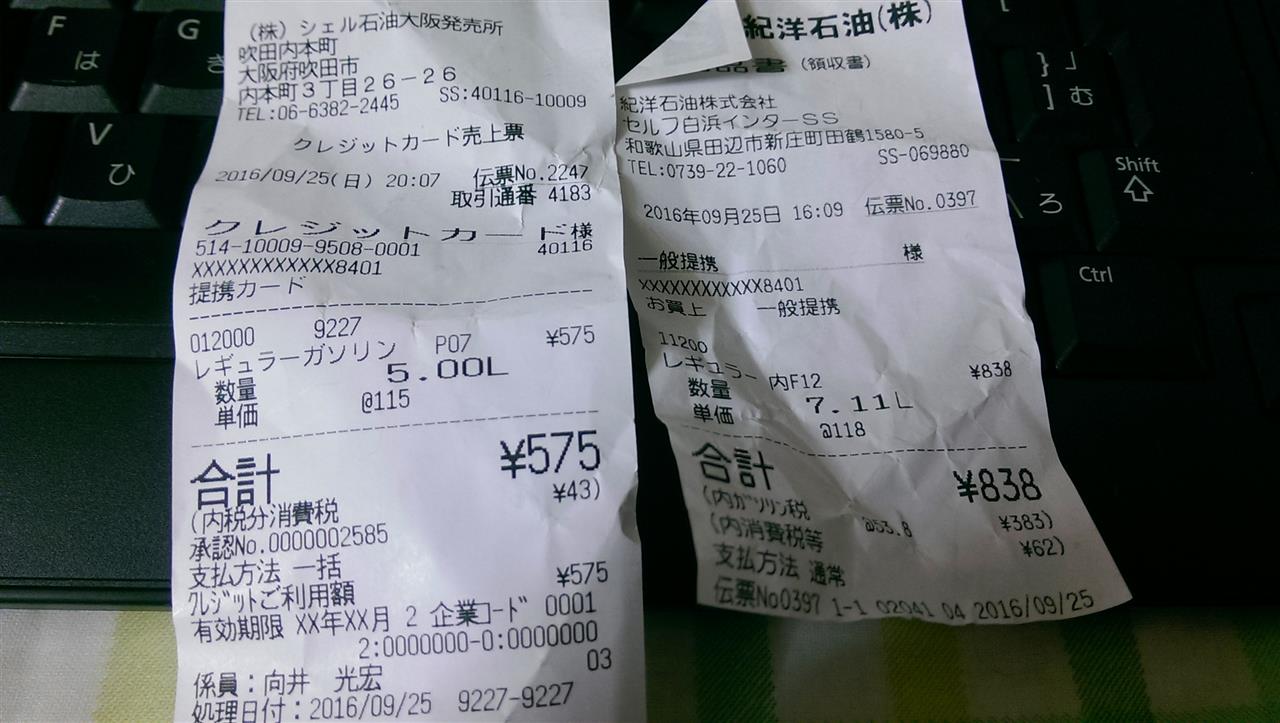 (株)シェル石油大阪発売所
吹田内本町
大阪府吹田市
内本町3丁目26-26
TEL:06-6382-2445 SS:40116-10009
クレジットカード売上票
2016/09/25(日) 20:07 伝票No.2247
取引通番 4183
クレジットカード様
514-10009-9508-0001 40116
XXXXXXXXXXXX8401
提携カード
012000 9227
レギュラーガソリン P07 ¥575
数量 5.00L
単価 @115
合計 ¥575
(内税分消費税 ¥43)
承認No.0000002585
支払方法 一括
クルジットご利用額 ¥575
有効期限 XX年XX月 2 企業コード 0001
2:0000000-0:0000000
03
係員:向井 光宏
処理日付:2016/09/25 9227-9227
紀洋石油(株)
品書(領収書)
紀洋石油株式会社
セルフ白浜インターSS
和歌山県田辺市新庄町田鶴1580-5
TEL:0739-22-1060 SS-069880
2016年09月25日 16:09 伝票No.0397
一般提携 様
XXXXXXXXXXXX8401
お買上 一般提携
11200
レギュラー 内F12 ¥838
数量 7.11L
単価 @118
合計 ¥838
(内ガソリン税 @53.8 ¥383)
(内消費税等 ¥62)
支払方法 通常
伝票No0397 1-1 02041 04 2016/09/25
F
は
G
き
V
ひ
}
」
]
む
\
ろ
Shift
Ctrl